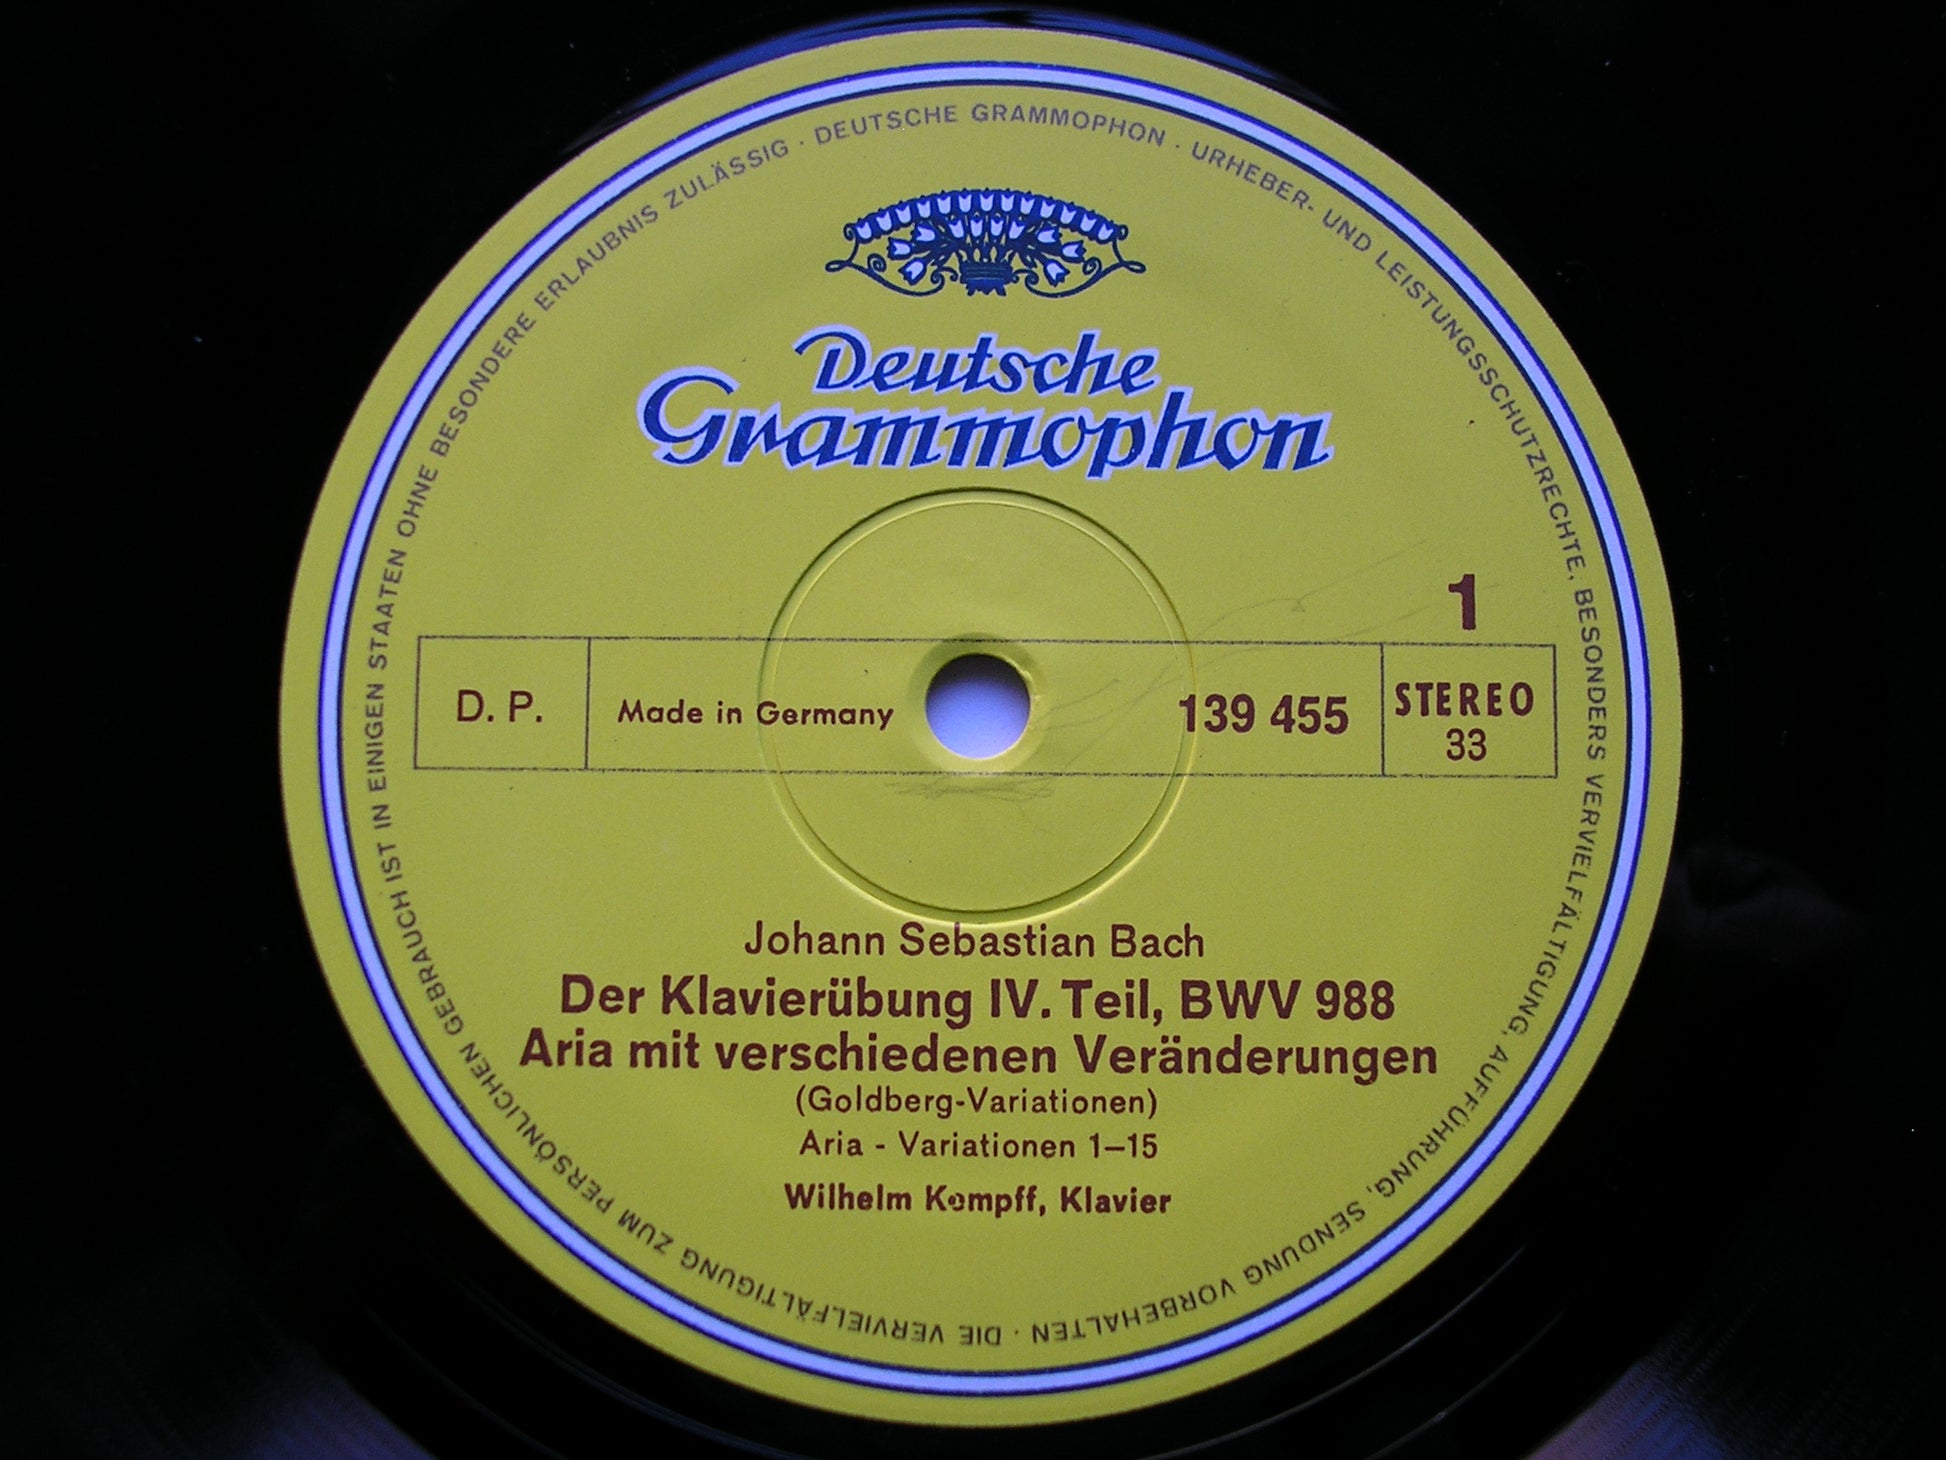 DEUTSCHE GRAMMOPHON · URHEBER- UND LEISTUNGSSCHUTZRECHTE, BESONDERS VERVIELFÄLTIGUNG, AUFFÜHRUNG, SENDUNG VORBEHALTEN · DIE VERVIELFÄLTIGUNG ZUM PERSÖNLICHEN GEBRAUCH IST IN EINIGEN STAATEN OHNE BESONDERE ERLAUBNIS ZULÄSSIG ·
Deutsche
Grammophon
1
D. P.
Made in Germany
139 455
STEREO
33
Johann Sebastian Bach
Der Klavierübung IV. Teil, BWV 988
Aria mit verschiedenen Veränderungen
(Goldberg-Variationen)
Aria - Variationen 1–15
Wilhelm Kempff, Klavier